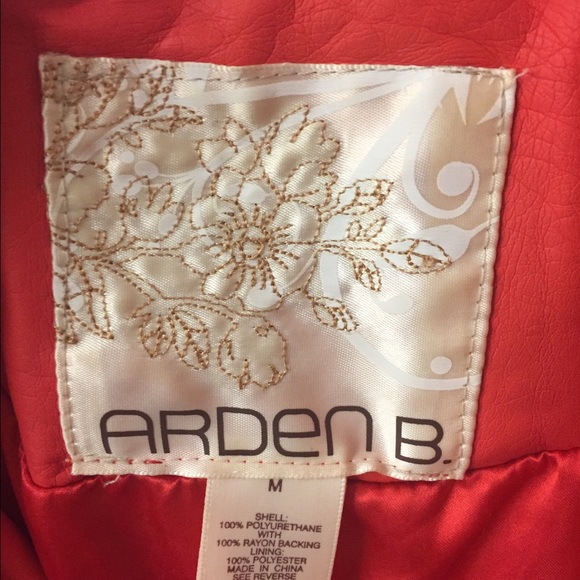 ARDEN B.
M
SHELL:
100% POLYURETHANE
WITH
100% RAYON BACKING
LINING:
100% POLYESTER
MADE IN CHINA
SEE REVERSE